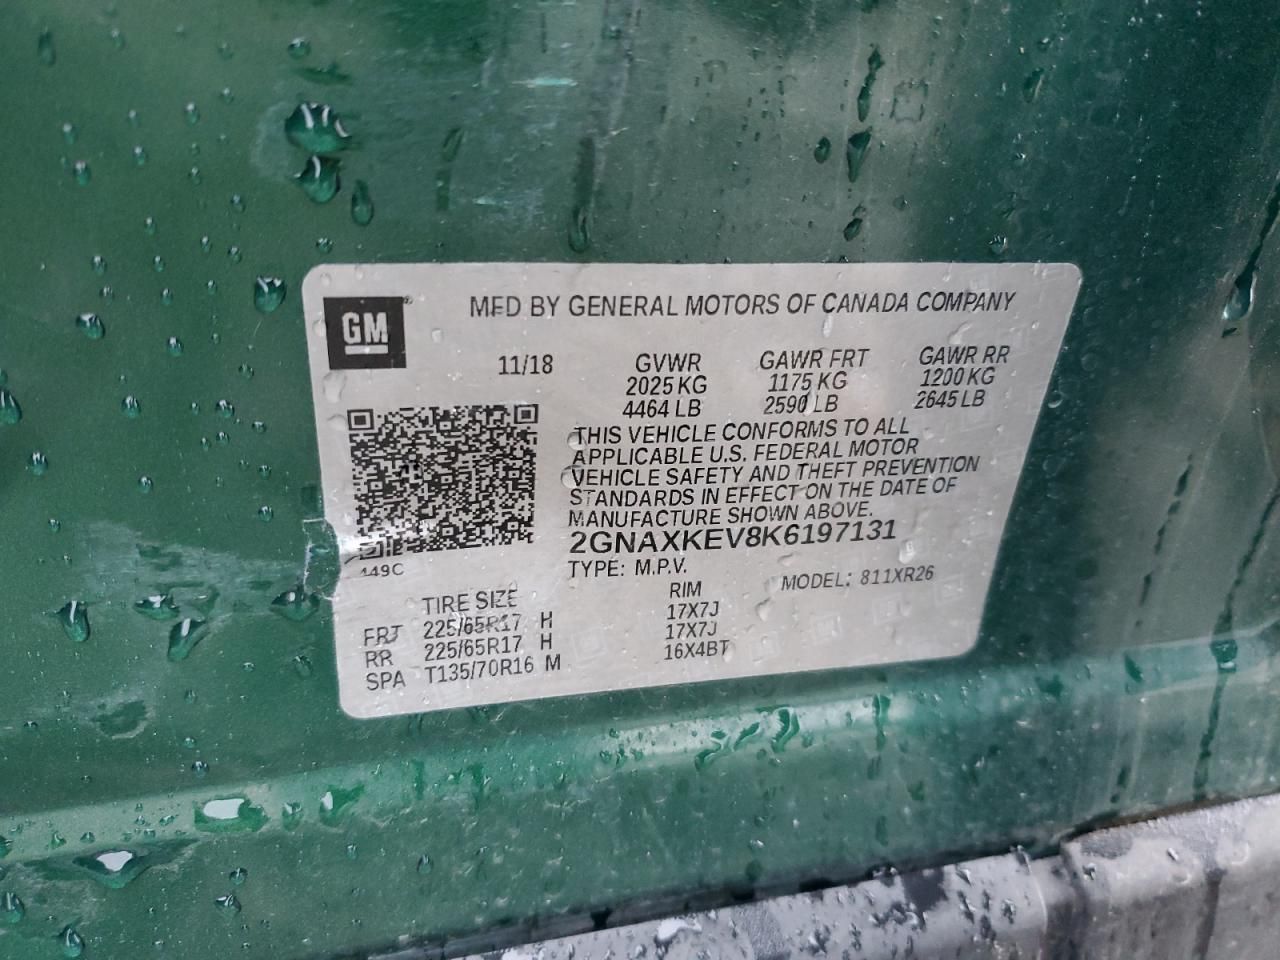 GM
MFD BY GENERAL MOTORS OF CANADA COMPANY
11/18 GVWR GAWR FRT GAWR RR
2025 KG 1175 KG 1200 KG
4464 LB 2590 LB 2645 LB
THIS VEHICLE CONFORMS TO ALL
APPLICABLE U.S. FEDERAL MOTOR
VEHICLE SAFETY AND THEFT PREVENTION
STANDARDS IN EFFECT ON THE DATE OF
MANUFACTURE SHOWN ABOVE.
2GNAXKEV8K6197131
TYPE: M.P.V. MODEL: 811XR26
TIRE SIZE RIM
FRT 225/65R17 H 17X7J
RR 225/65R17 H 17X7J
SPA T135/70R16 M 16X4BT